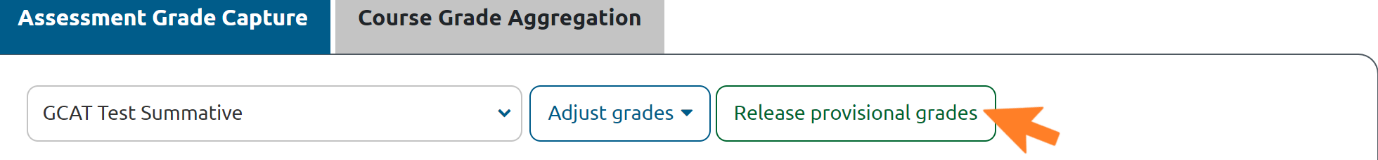 Assessment Grade Capture Course Grade Aggregation
GCAT Test Summative Adjust grades Release provisional grades